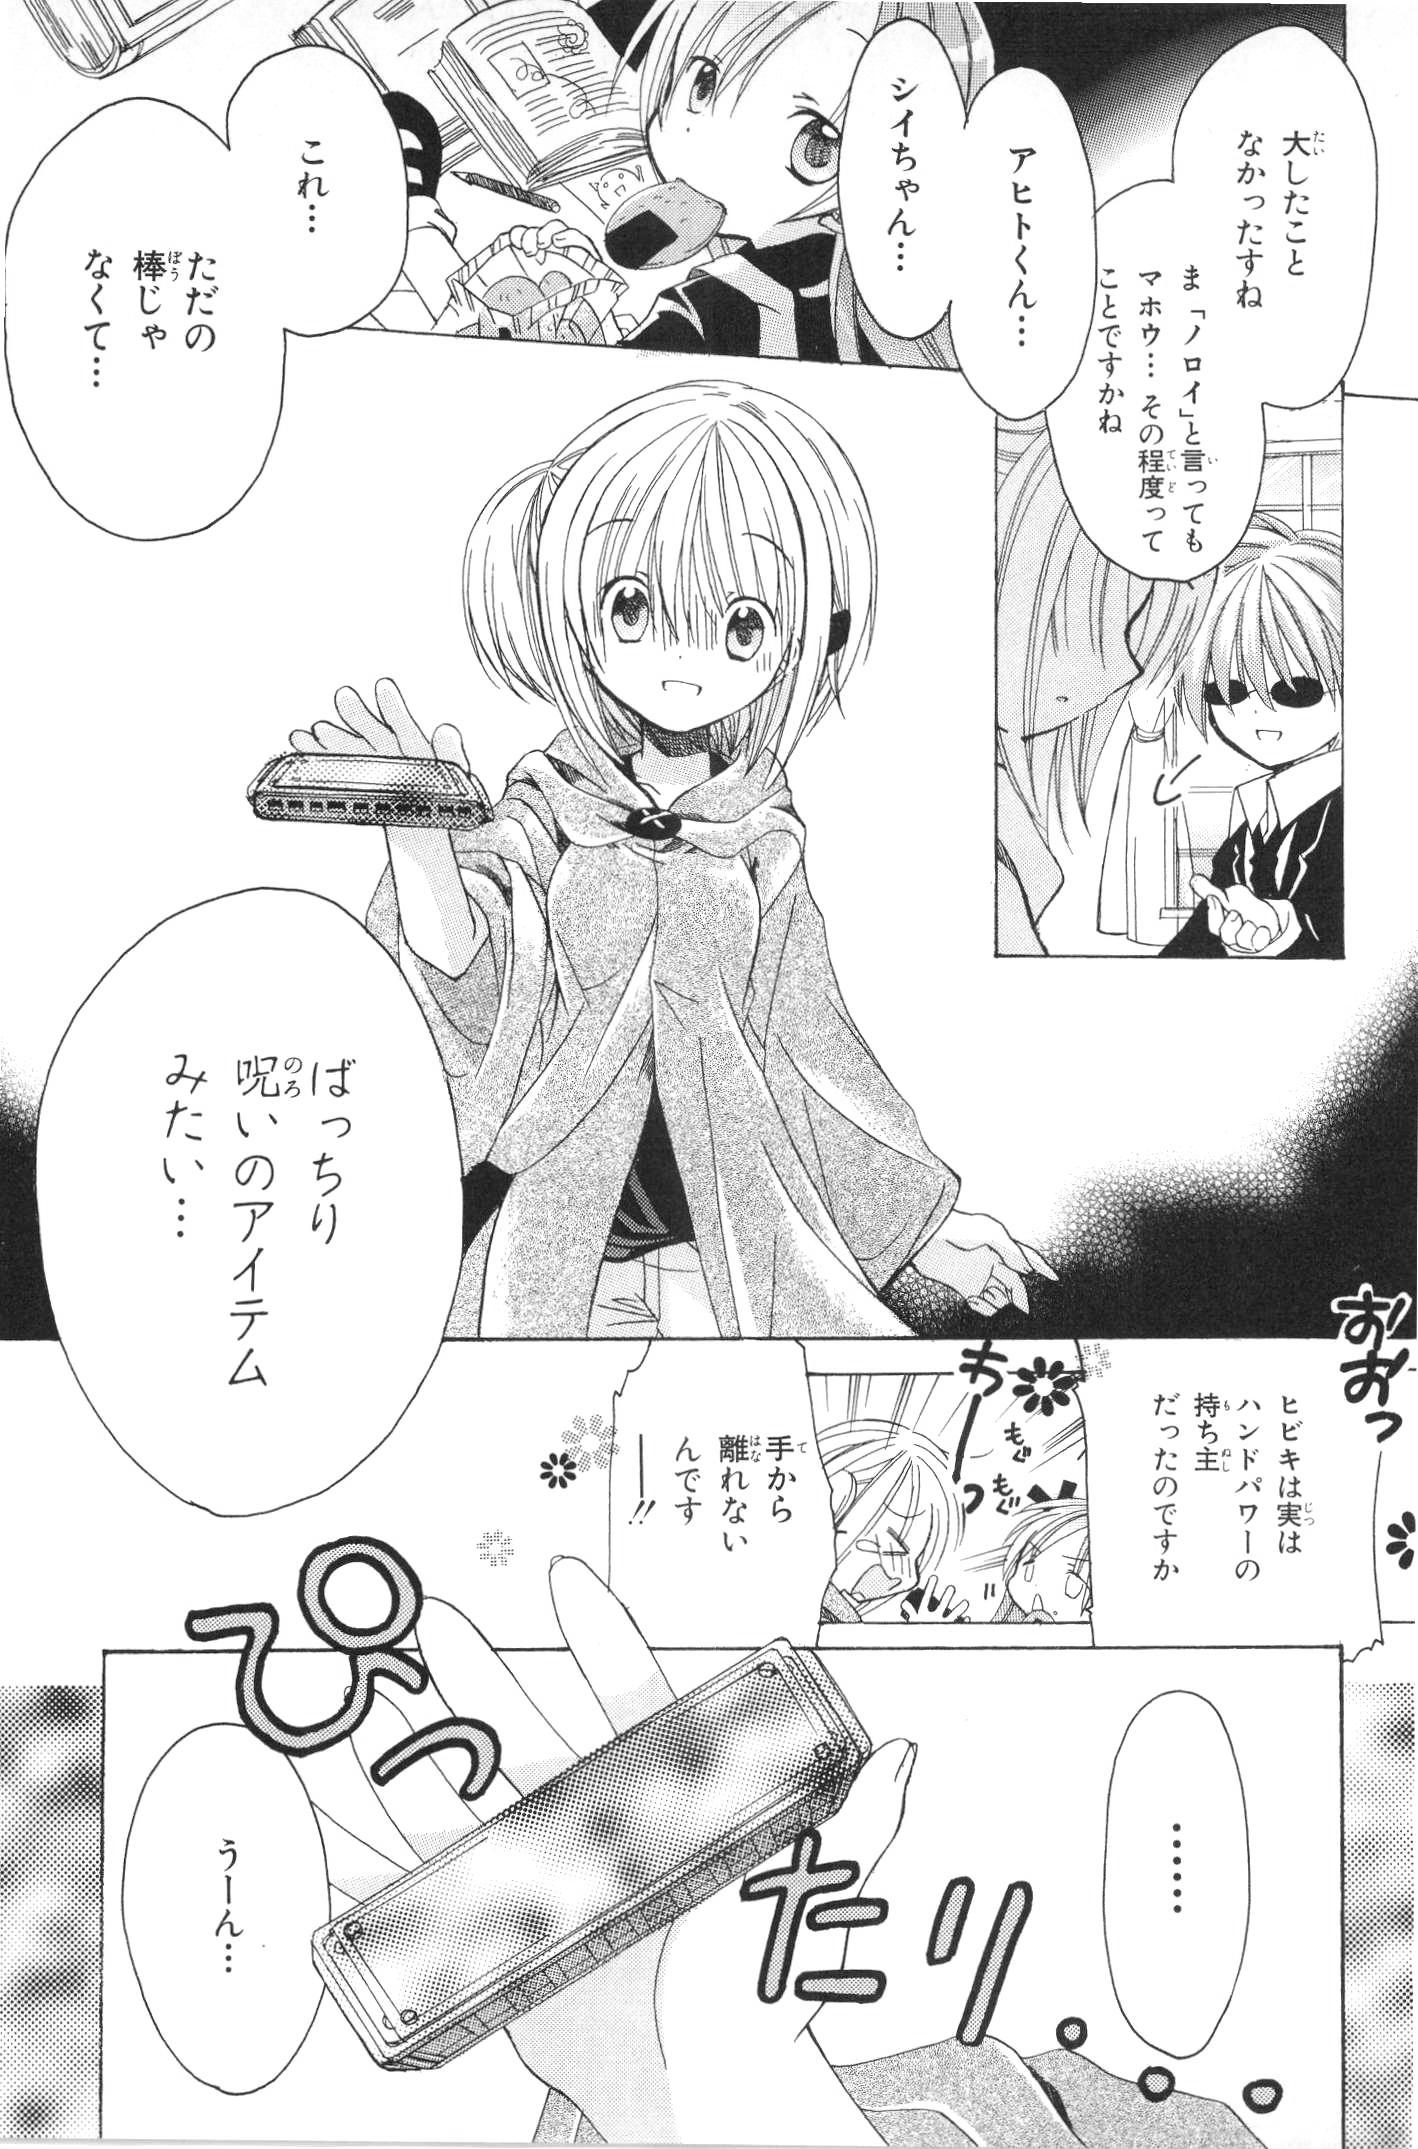 大したこと
なかったすね
ま「ノロイ」と言っても
マホウ…その程度って
ことですかね
アヒトくん…
シイちゃん…
これ…
ただの
棒じゃ
なくて…
ばっちり
呪いのアイテム
みたい…
おおっ
ヒビキは実は
ハンドパワーの
持ち主
だったのですか
わーっ
もぐ
もぐ
手から
離れない
んです
――!!
……
ぴっ
たり…
うーん…